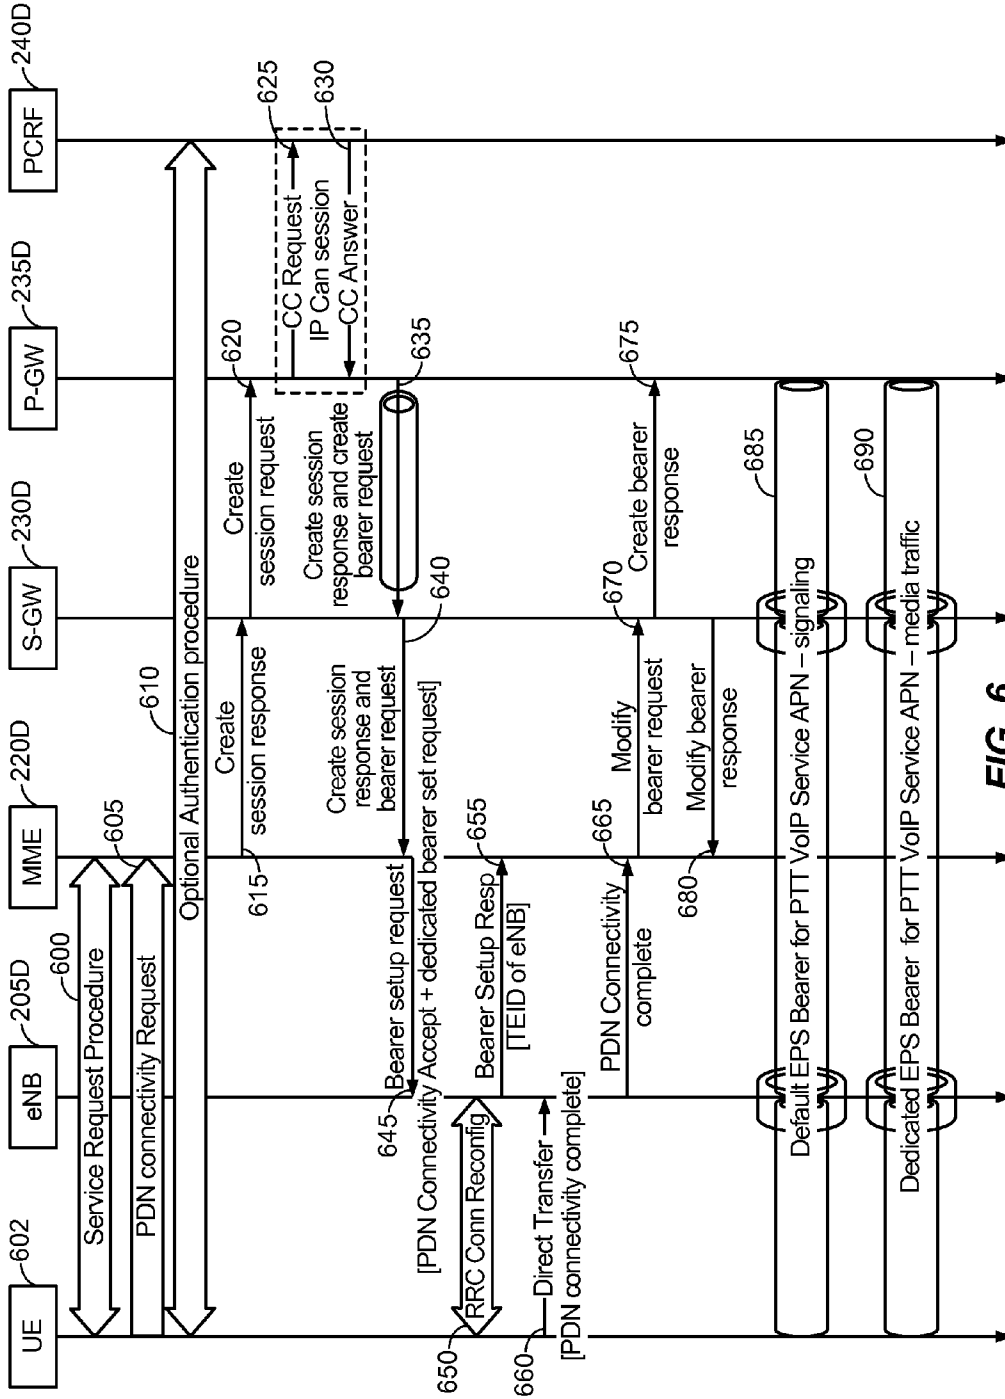 UE
602
eNB
205D
MME
220D
S-GW
230D
P-GW
235D
PCRF
240D
600
Service Request Procedure
605
PDN connectivity Request
610
Optional Authentication procedure
615
Create
session response
620
Create
session request
625
CC Request
IP Can session
CC Answer
630
635
Create session
response and create
bearer request
640
Create session
response and
bearer request
645
Bearer setup request
[PDN Connectivity Accept + dedicated bearer set request]
650
RRC Conn Reconfig
655
Bearer Setup Resp
[TEID of eNB]
660
Direct Transfer
[PDN connectivity complete]
665
PDN Connectivity
complete
670
Modify
bearer request
675
Create bearer
response
680
Modify bearer
response
685
Default EPS Bearer for PTT VoIP Service APN – signaling
690
Dedicated EPS Bearer for PTT VoIP Service APN – media traffic
FIG. 6